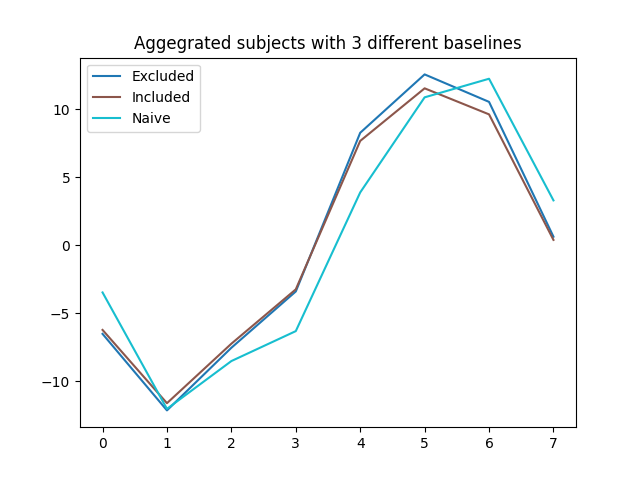 Aggegrated subjects with 3 different baselines
Excluded
Included
Naive
10
5
0
−5
−10
0 1 2 3 4 5 6 7